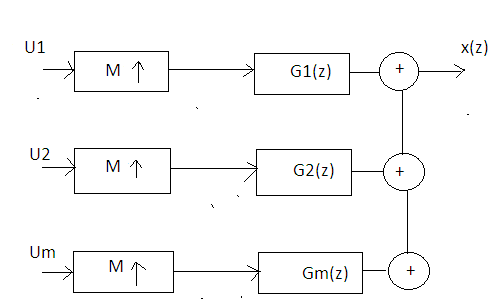 U1 M ↑ G1(z) + x(z)
U2 M ↑ G2(z) +
Um M ↑ Gm(z) +